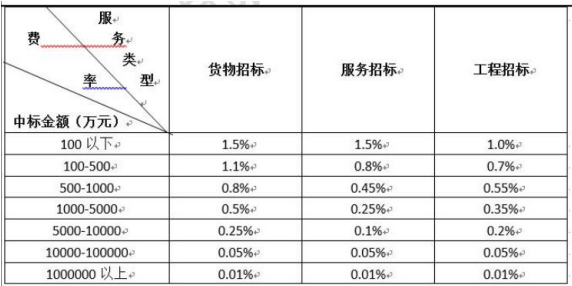 服
费 务
类
率 型
中标金额（万元） 货物招标 服务招标 工程招标
100 以下 1.5% 1.5% 1.0%
100-500 1.1% 0.8% 0.7%
500-1000 0.8% 0.45% 0.55%
1000-5000 0.5% 0.25% 0.35%
5000-10000 0.25% 0.1% 0.2%
10000-100000 0.05% 0.05% 0.05%
1000000 以上 0.01% 0.01% 0.01%